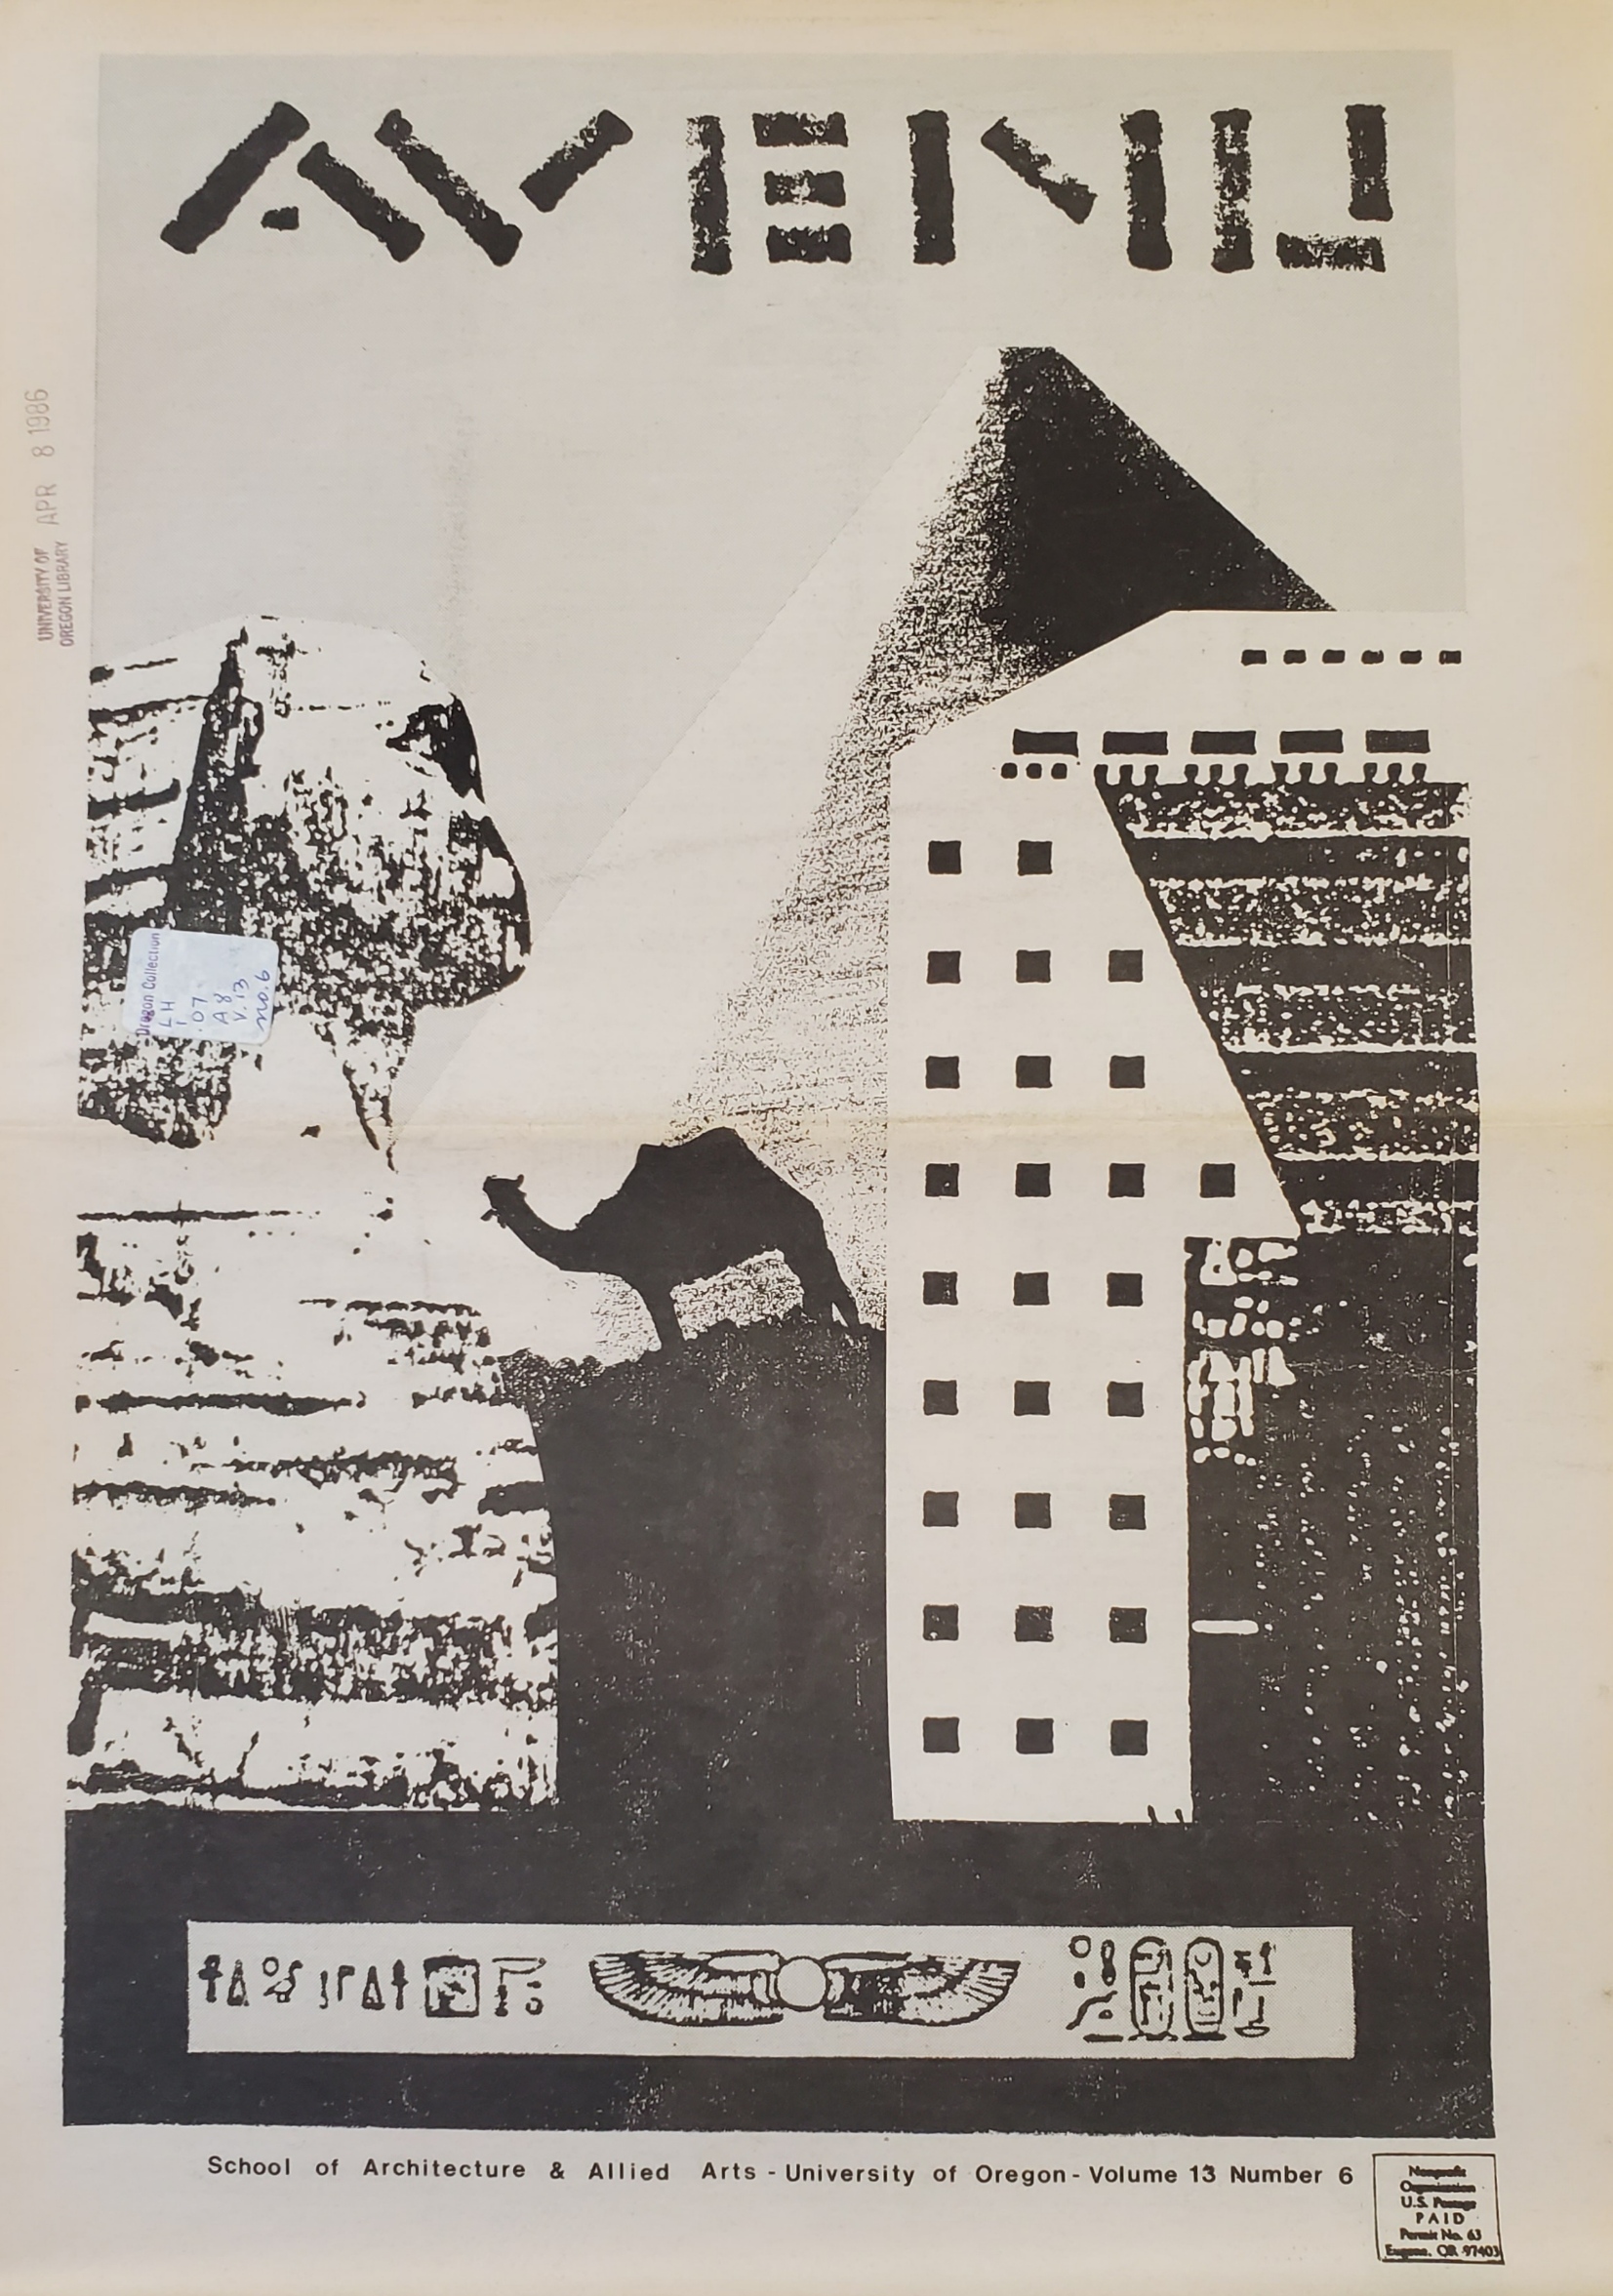 AVENU
UNIVERSITY OF
OREGON LIBRARY
APR 8 1986
Oregon Collection
LH
1
.O7
A8
V.13
no.6
School of Architecture & Allied Arts - University of Oregon - Volume 13 Number 6
Nonprofit
Organization
U.S. Postage
PAID
Permit No. 63
Eugene, OR 97403